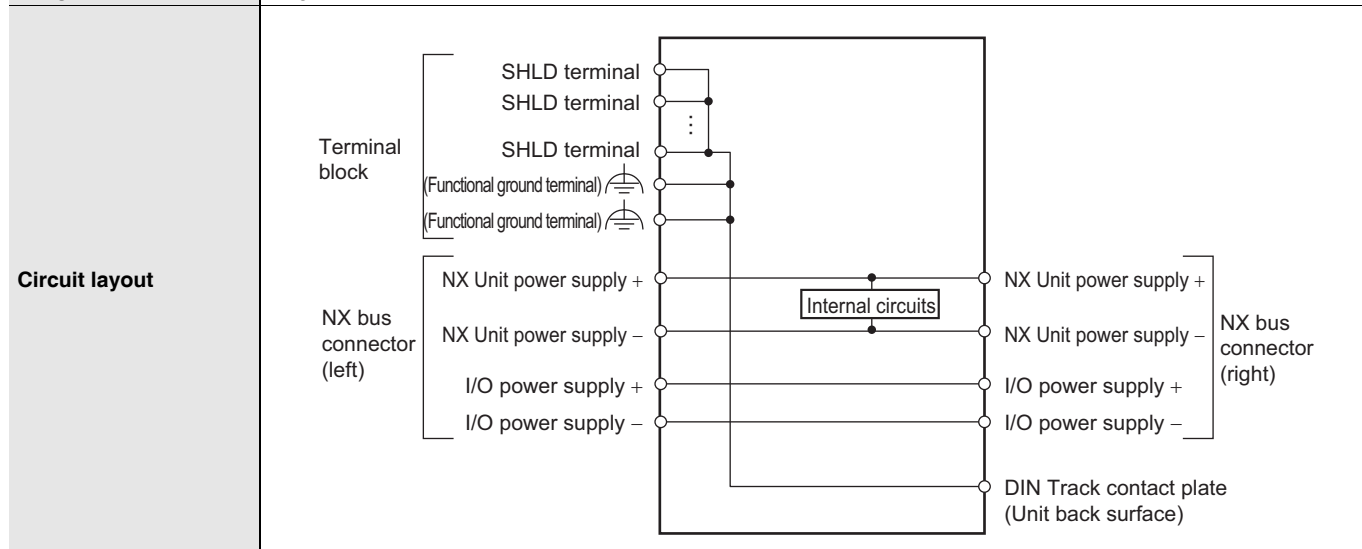 Circuit layout
Terminal
block
SHLD terminal
SHLD terminal
⋮
SHLD terminal
(Functional ground terminal)
(Functional ground terminal)
NX bus
connector
(left)
NX Unit power supply +
NX Unit power supply −
I/O power supply +
I/O power supply −
Internal circuits
NX Unit power supply +
NX Unit power supply −
I/O power supply +
I/O power supply −
NX bus
connector
(right)
DIN Track contact plate
(Unit back surface)